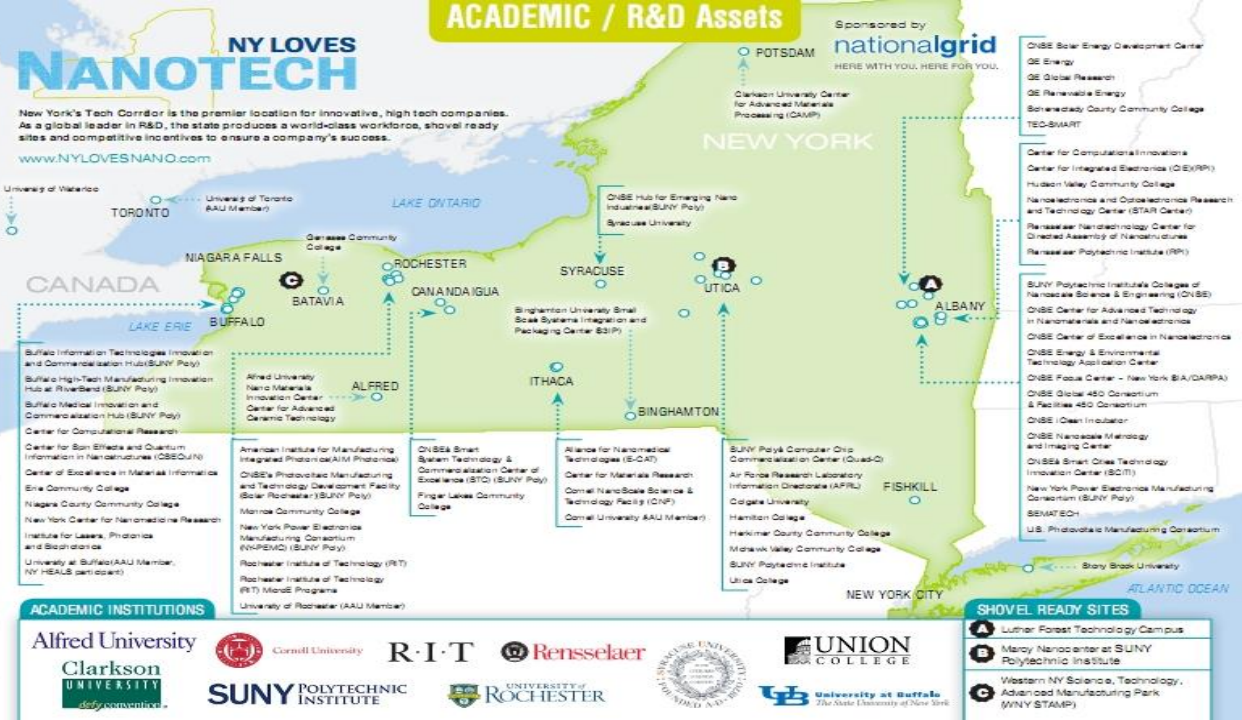 ACADEMIC / R&D Assets
NY LOVES
NANOTECH
New York's Tech Corridor is the premier location for innovative, high tech companies.
As a global leader in R&D, the state produces a world-class workforce, shovel ready
sites and competitive incentives to ensure a company's success.
www.NYLOVESNANO.com
Sponsored by
nationalgrid
HERE WITH YOU. HERE FOR YOU.
POTSDAM
Clarkson University Center
for Advanced Materials
Processing (CAMP)
NEW YORK
CNSE Solar Energy Development Center
GE Energy
GE Global Research
GE Renewable Energy
Schenectady County Community College
TEC-SMART
Center for Computational Innovations
Center for Integrated Electronics (CIE)(RPI)
Hudson Valley Community College
Nanoelectronics and Optoelectronics Research
and Technology Center (STAR Center)
Rensselaer Nanotechnology Center for
Directed Assembly of Nanostructures
Rensselaer Polytechnic Institute (RPI)
SUNY Polytechnic Institute's Colleges of
Nanoscale Science & Engineering (CNSE)
CNSE Center for Advanced Technology
in Nanomaterials and Nanoelectronics
CNSE Center of Excellence in Nanoelectronics
CNSE Energy & Environmental
Technology Application Center
CNSE Focus Center – New York SIA/DARPA)
CNSE Global 450 Consortium
& Facilities 450 Consortium
CNSE iClean Incubator
CNSE Nanoscale Metrology
and Imaging Center
CNSE& Smart Cities Technology
Innovation Center (SCiTI)
New York Power Electronics Manufacturing
Consortium (SUNY Poly)
SEMATECH
U.S. Photovoltaic Manufacturing Consortium
University of Waterloo
TORONTO
University of Toronto
(AAU Member)
LAKE ONTARIO
CANADA
LAKE ERIE
NIAGARA FALLS
Genesee Community
College
C
BATAVIA
BUFFALO
ROCHESTER
CANANDAIGUA
CNSE Hub for Emerging Nano
Industries(SUNY Poly)
Syracuse University
SYRACUSE
B
UTICA
A
ALBANY
Binghamton University Small
Scale Systems Integration and
Packaging Center S3IP)
ITHACA
BINGHAMTON
Alfred University
Nano Materials
Innovation Center
Center for Advanced
Ceramic Technology
ALFRED
Buffalo Information Technologies Innovation
and Commercialization Hub(SUNY Poly)
Buffalo High-Tech Manufacturing Innovation
Hub at RiverBend (SUNY Poly)
Buffalo Medical Innovation and
Commercialization Hub (SUNY Poly)
Center for Computational Research
Center for Spin Effects and Quantum
Information in Nanostructures (CSEQuIN)
Center of Excellence in Materials Informatics
Erie Community College
Niagara County Community College
New York Center for Nanomedicine Research
Institute for Lasers, Photonics
and Biophotonics
University at Buffalo(AAU Member,
NY HEALS participant)
American Institute for Manufacturing
Integrated Photonics(AIM Photonics)
CNSE's Photovoltaic Manufacturing
and Technology Development Facility
(Solar Rochester)(SUNY Poly)
Monroe Community College
New York Power Electronics
Manufacturing Consortium
(NY-PEMC) (SUNY Poly)
Rochester Institute of Technology (RIT)
Rochester Institute of Technology
(RIT) MicroE Programs
University of Rochester (AAU Member)
CNSE& Smart
System Technology &
Commercialization Center of
Excellence (STC) (SUNY Poly)
Finger Lakes Community
College
Alliance for Nanomedical
Technologies (E-CAT)
Center for Materials Research
Cornell NanoScale Science &
Technology Facility (CNF)
Cornell University (AAU Member)
SUNY Poly& Computer Chip
Commercialization Center (Quad-C)
Air Force Research Laboratory
Information Directorate (AFRL)
Colgate University
Hamilton College
Herkimer County Community College
Mohawk Valley Community College
SUNY Polytechnic Institute
Utica College
FISHKILL
Stony Brook University
NEW YORK CITY
ATLANTIC OCEAN
ACADEMIC INSTITUTIONS
Alfred University
Clarkson
UNIVERSITY
defy convention
Cornell University
SUNY POLYTECHNIC
INSTITUTE
R·I·T
UNIVERSITY of
ROCHESTER
Rensselaer
SYRACUSE UNIVERSITY
FOUNDED A·D
UNION
COLLEGE
University at Buffalo
The State University of New York
SHOVEL READY SITES
A Luther Forest Technology Campus
B Marcy Nanocenter at SUNY
Polytechnic Institute
C Western NY Science, Technology,
Advanced Manufacturing Park
(WNY STAMP)